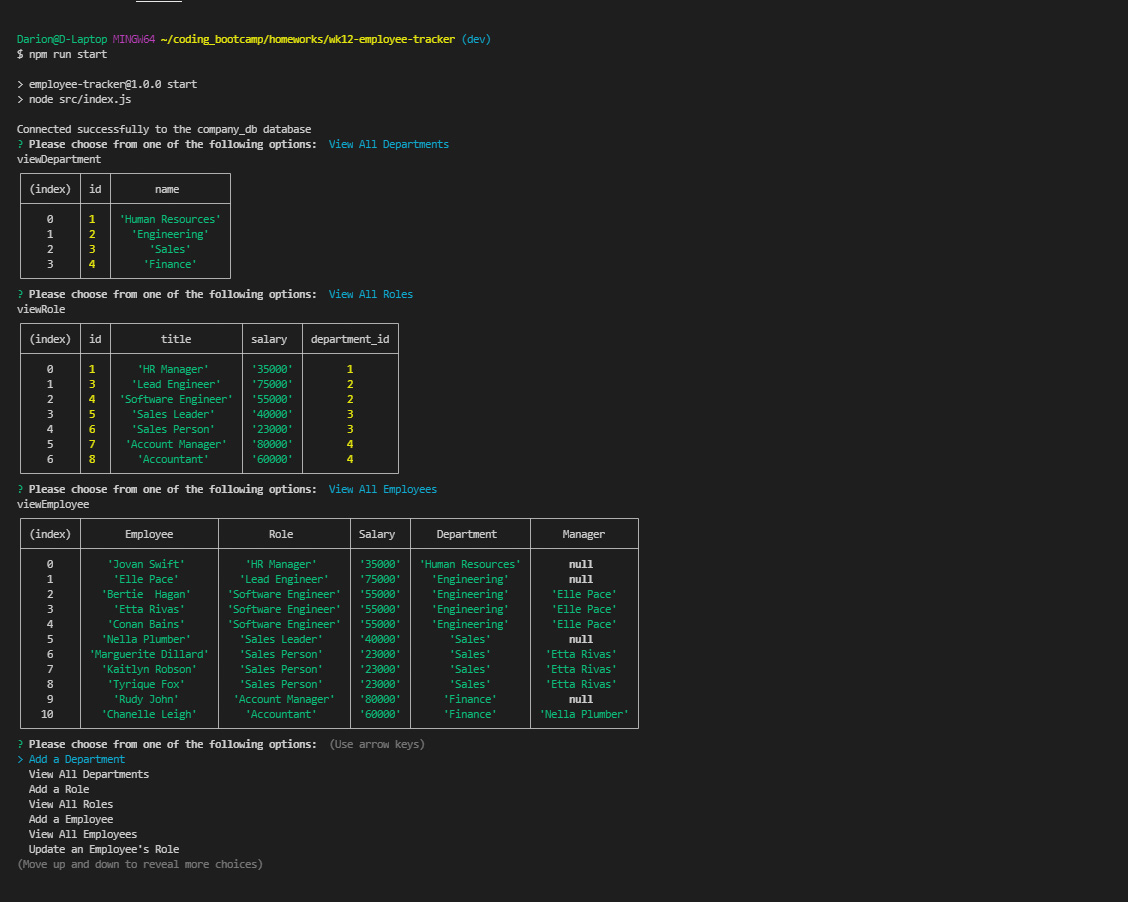 Darion@D-Laptop MINGW64 ~/coding_bootcamp/homeworks/wk12-employee-tracker (dev)
$ npm run start
> employee-tracker@1.0.0 start
> node src/index.js
Connected successfully to the company_db database
? Please choose from one of the following options: View All Departments
viewDepartment
(index) id name
0 1 'Human Resources'
1 2 'Engineering'
2 3 'Sales'
3 4 'Finance'
? Please choose from one of the following options: View All Roles
viewRole
(index) id title salary department_id
0 1 'HR Manager' '35000' 1
1 3 'Lead Engineer' '75000' 2
2 4 'Software Engineer' '55000' 2
3 5 'Sales Leader' '40000' 3
4 6 'Sales Person' '23000' 3
5 7 'Account Manager' '80000' 4
6 8 'Accountant' '60000' 4
? Please choose from one of the following options: View All Employees
viewEmployee
(index) Employee Role Salary Department Manager
0 'Jovan Swift' 'HR Manager' '35000' 'Human Resources' null
1 'Elle Pace' 'Lead Engineer' '75000' 'Engineering' null
2 'Bertie  Hagan' 'Software Engineer' '55000' 'Engineering' 'Elle Pace'
3 'Etta Rivas' 'Software Engineer' '55000' 'Engineering' 'Elle Pace'
4 'Conan Bains' 'Software Engineer' '55000' 'Engineering' 'Elle Pace'
5 'Nella Plumber' 'Sales Leader' '40000' 'Sales' null
6 'Marguerite Dillard' 'Sales Person' '23000' 'Sales' 'Etta Rivas'
7 'Kaitlyn Robson' 'Sales Person' '23000' 'Sales' 'Etta Rivas'
8 'Tyrique Fox' 'Sales Person' '23000' 'Sales' 'Etta Rivas'
9 'Rudy John' 'Account Manager' '80000' 'Finance' null
10 'Chanelle Leigh' 'Accountant' '60000' 'Finance' 'Nella Plumber'
? Please choose from one of the following options: (Use arrow keys)
> Add a Department
View All Departments
Add a Role
View All Roles
Add a Employee
View All Employees
Update an Employee's Role
(Move up and down to reveal more choices)